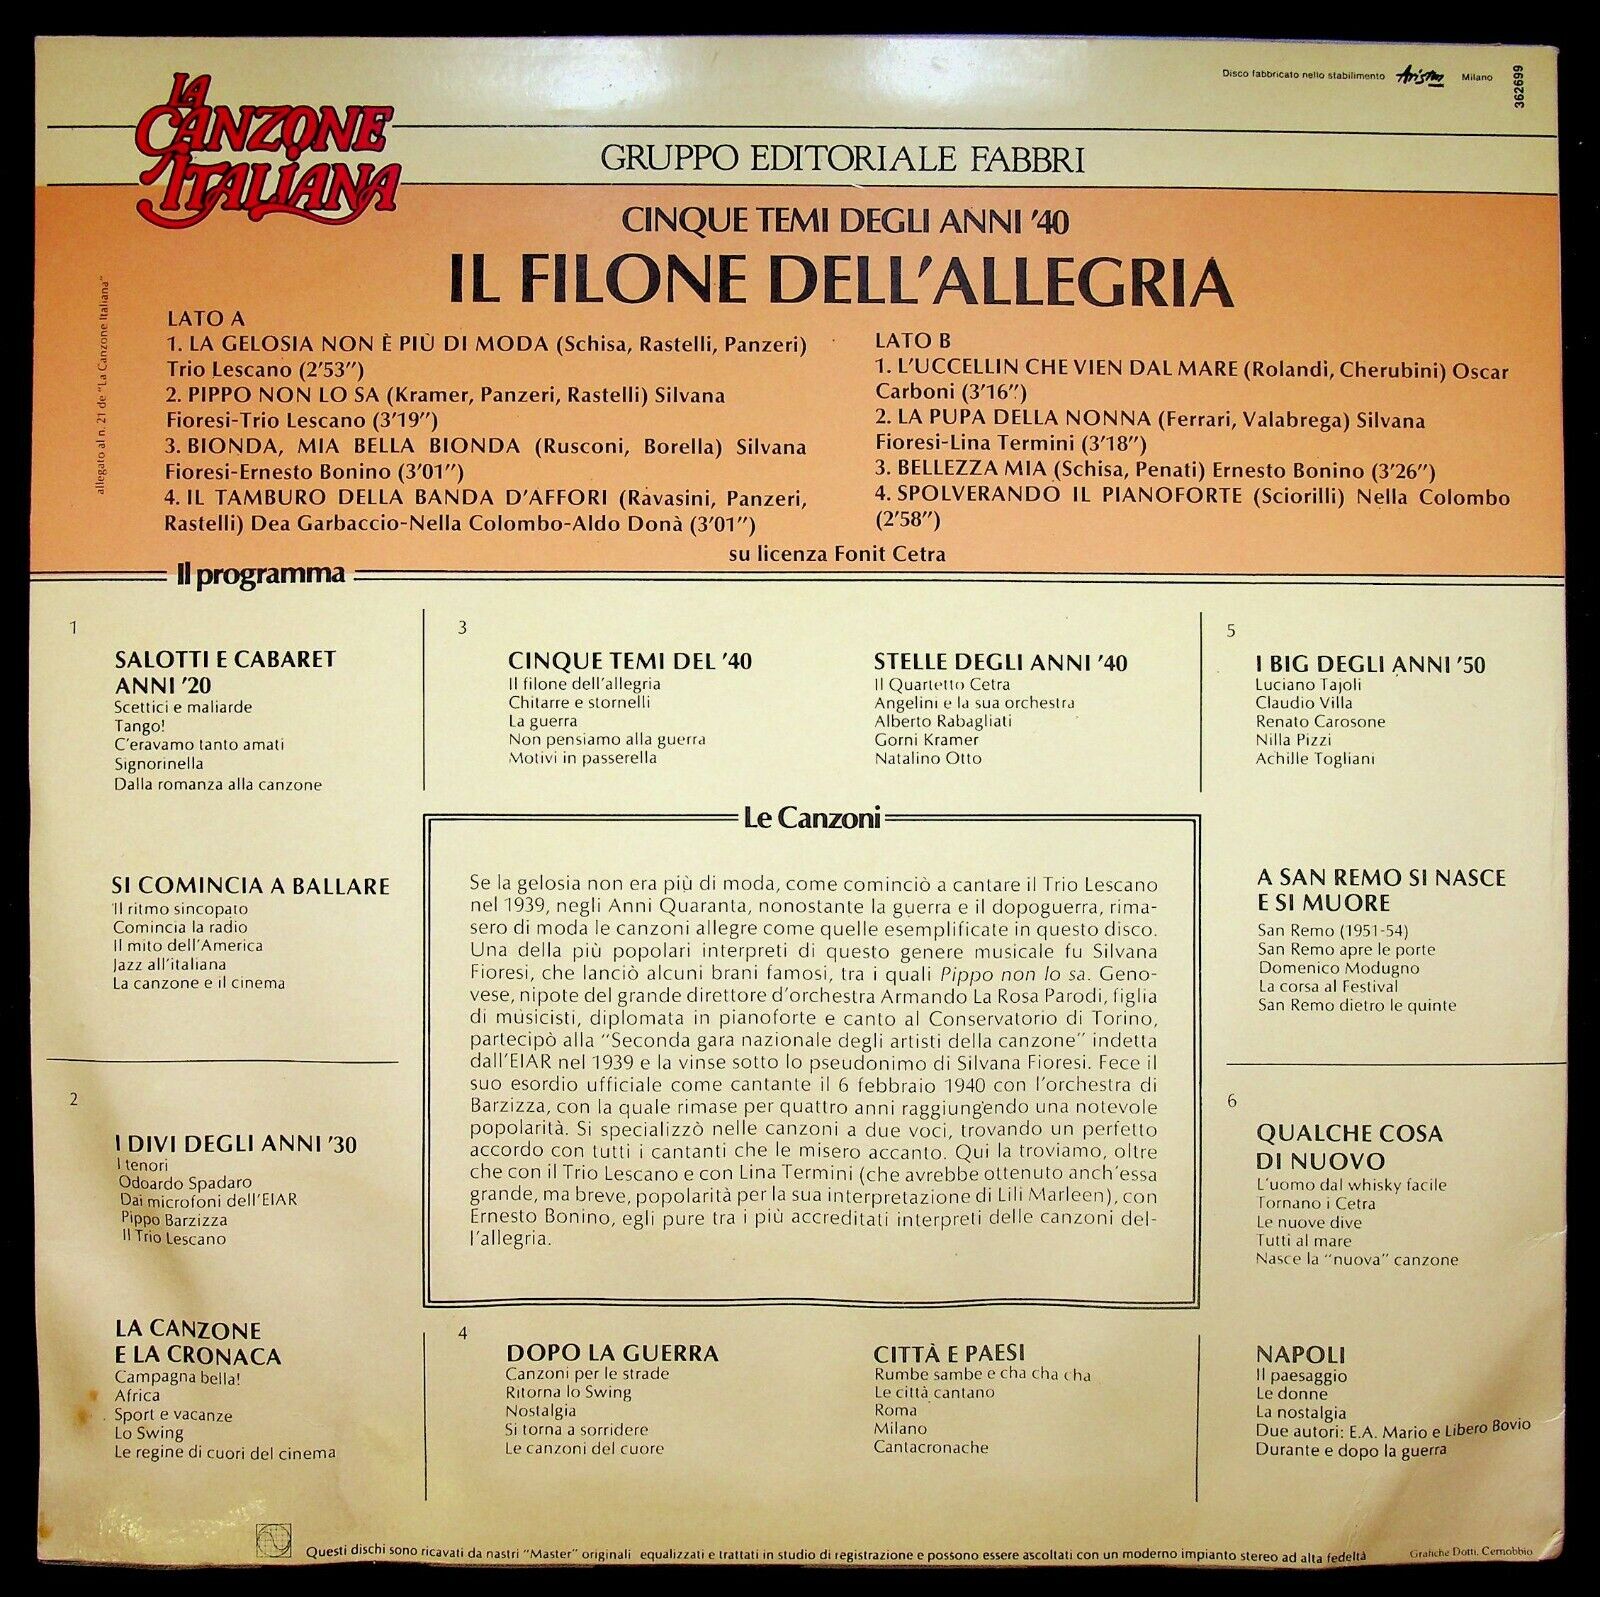 Disco fabbricato nello stabilimento Ariston Milano
362699
LA
CANZONE
ITALIANA
GRUPPO EDITORIALE FABBRI
CINQUE TEMI DEGLI ANNI '40
IL FILONE DELL'ALLEGRIA
allegato al n. 21 de "La Canzone Italiana"
LATO A
1. LA GELOSIA NON È PIÙ DI MODA (Schisa, Rastelli, Panzeri)
Trio Lescano (2'53")
2. PIPPO NON LO SA (Kramer, Panzeri, Rastelli) Silvana
Fioresi-Trio Lescano (3'19")
3. BIONDA, MIA BELLA BIONDA (Rusconi, Borella) Silvana
Fioresi-Ernesto Bonino (3'01")
4. IL TAMBURO DELLA BANDA D'AFFORI (Ravasini, Panzeri,
Rastelli) Dea Garbaccio-Nella Colombo-Aldo Donà (3'01")
LATO B
1. L'UCCELLIN CHE VIEN DAL MARE (Rolandi, Cherubini) Oscar
Carboni (3'16")
2. LA PUPA DELLA NONNA (Ferrari, Valabrega) Silvana
Fioresi-Lina Termini (3'18")
3. BELLEZZA MIA (Schisa, Penati) Ernesto Bonino (3'26")
4. SPOLVERANDO IL PIANOFORTE (Sciorilli) Nella Colombo
(2'58")
su licenza Fonit Cetra
Il programma
1
SALOTTI E CABARET
ANNI '20
Scettici e maliarde
Tango!
C'eravamo tanto amati
Signorinella
Dalla romanza alla canzone
SI COMINCIA A BALLARE
Il ritmo sincopato
Comincia la radio
Il mito dell'America
Jazz all'italiana
La canzone e il cinema
2
I DIVI DEGLI ANNI '30
I tenori
Odoardo Spadaro
Dai microfoni dell'EIAR
Pippo Barzizza
Il Trio Lescano
LA CANZONE
E LA CRONACA
Campagna bella!
Africa
Sport e vacanze
Lo Swing
Le regine di cuori del cinema
3
CINQUE TEMI DEL '40
Il filone dell'allegria
Chitarre e stornelli
La guerra
Non pensiamo alla guerra
Motivi in passerella
STELLE DEGLI ANNI '40
Il Quartetto Cetra
Angelini e la sua orchestra
Alberto Rabagliati
Gorni Kramer
Natalino Otto
Le Canzoni
Se la gelosia non era più di moda, come cominciò a cantare il Trio Lescano
nel 1939, negli Anni Quaranta, nonostante la guerra e il dopoguerra, rima-
sero di moda le canzoni allegre come quelle esemplificate in questo disco.
Una della più popolari interpreti di questo genere musicale fu Silvana
Fioresi, che lanciò alcuni brani famosi, tra i quali Pippo non lo sa. Geno-
vese, nipote del grande direttore d'orchestra Armando La Rosa Parodi, figlia
di musicisti, diplomata in pianoforte e canto al Conservatorio di Torino,
partecipò alla "Seconda gara nazionale degli artisti della canzone" indetta
dall'EIAR nel 1939 e la vinse sotto lo pseudonimo di Silvana Fioresi. Fece il
suo esordio ufficiale come cantante il 6 febbraio 1940 con l'orchestra di
Barzizza, con la quale rimase per quattro anni raggiungendo una notevole
popolarità. Si specializzò nelle canzoni a due voci, trovando un perfetto
accordo con tutti i cantanti che le misero accanto. Qui la troviamo, oltre
che con il Trio Lescano e con Lina Termini (che avrebbe ottenuto anch'essa
grande, ma breve, popolarità per la sua interpretazione di Lili Marleen), con
Ernesto Bonino, egli pure tra i più accreditati interpreti delle canzoni del-
l'allegria.
4
DOPO LA GUERRA
Canzoni per le strade
Ritorna lo Swing
Nostalgia
Si torna a sorridere
Le canzoni del cuore
CITTÀ E PAESI
Rumbe sambe e cha cha cha
Le città cantano
Roma
Milano
Cantacronache
5
I BIG DEGLI ANNI '50
Luciano Tajoli
Claudio Villa
Renato Carosone
Nilla Pizzi
Achille Togliani
A SAN REMO SI NASCE
E SI MUORE
San Remo (1951-54)
San Remo apre le porte
Domenico Modugno
La corsa al Festival
San Remo dietro le quinte
6
QUALCHE COSA
DI NUOVO
L'uomo dal whisky facile
Tornano i Cetra
Le nuove dive
Tutti al mare
Nasce la "nuova" canzone
NAPOLI
Il paesaggio
Le donne
La nostalgia
Due autori: E.A. Mario e Libero Bovio
Durante e dopo la guerra
Questi dischi sono ricavati da nastri "Master" originali equalizzati e trattati in studio di registrazione e possono essere ascoltati con un moderno impianto stereo ad alta fedeltà
Grafiche Dotti. Cernobbio